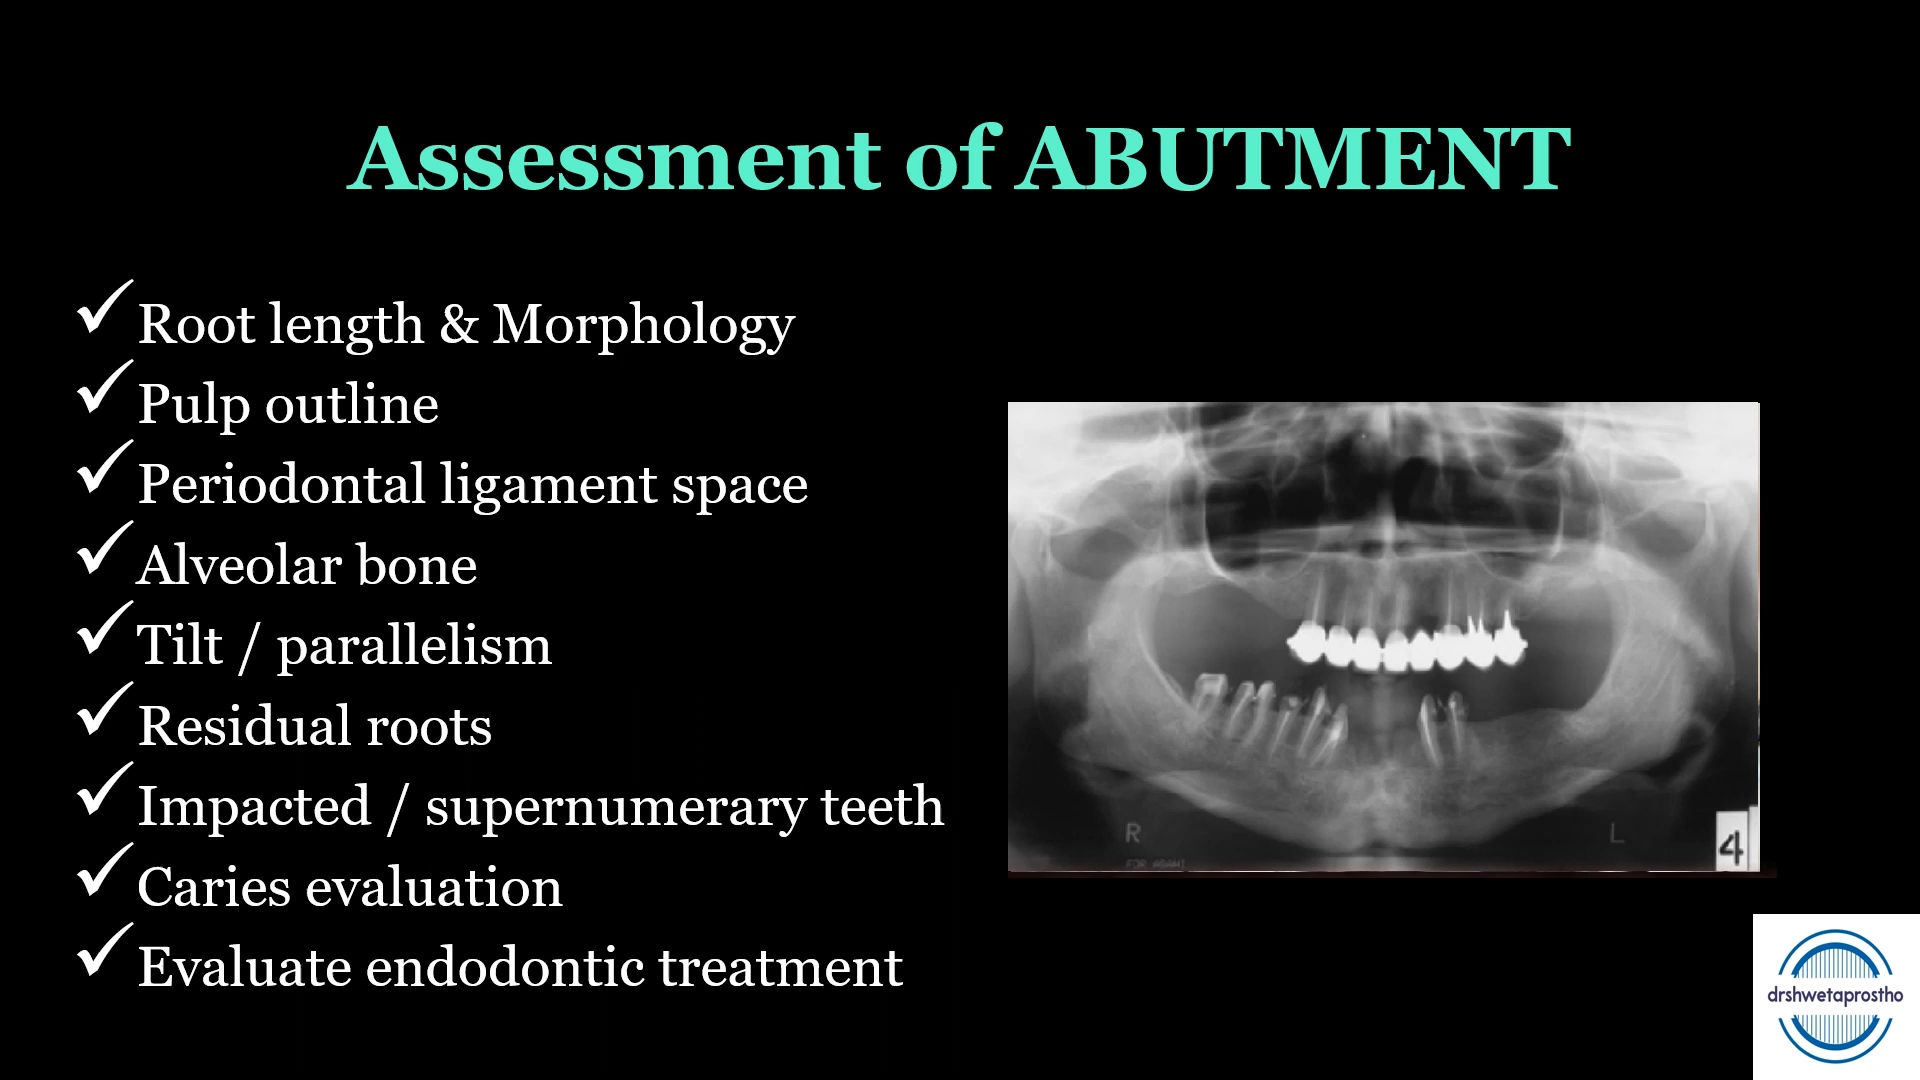 Assessment of ABUTMENT
✓Root length & Morphology
✓Pulp outline
✓Periodontal ligament space
✓Alveolar bone
✓Tilt / parallelism
✓Residual roots
✓Impacted / supernumerary teeth
✓Caries evaluation
✓Evaluate endodontic treatment
R L
4
drshwetaprostho